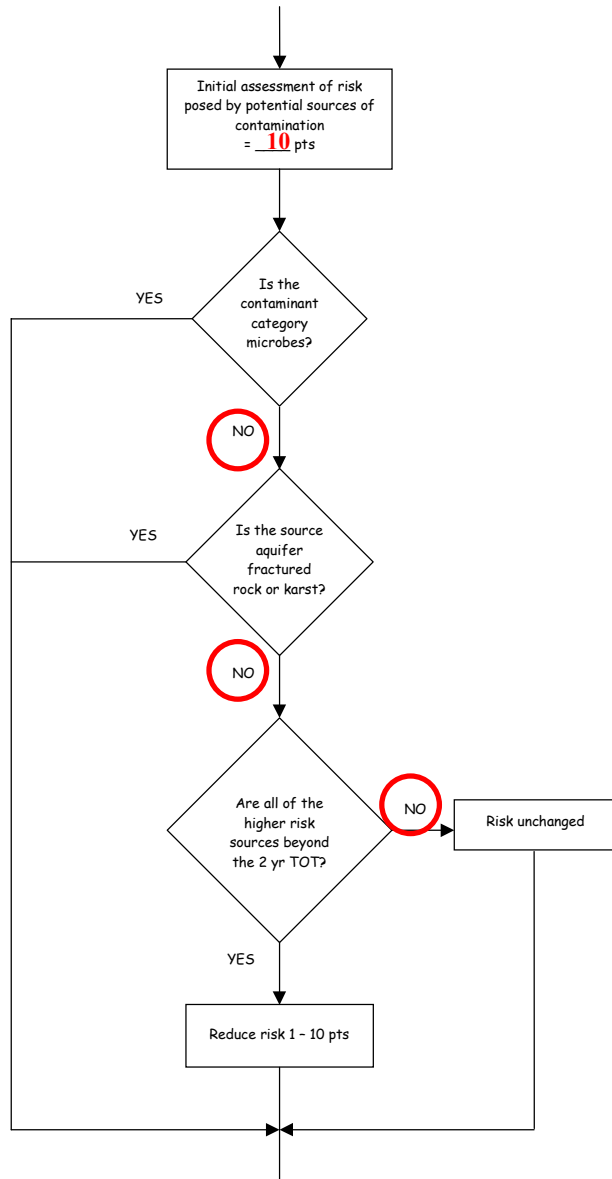 Initial assessment of risk
posed by potential sources of
contamination
= 10 pts
Is the
contaminant
category
microbes?
YES
NO
Is the source
aquifer
fractured
rock or karst?
YES
NO
Are all of the
higher risk
sources beyond
the 2 yr TOT?
NO
Risk unchanged
YES
Reduce risk 1 – 10 pts